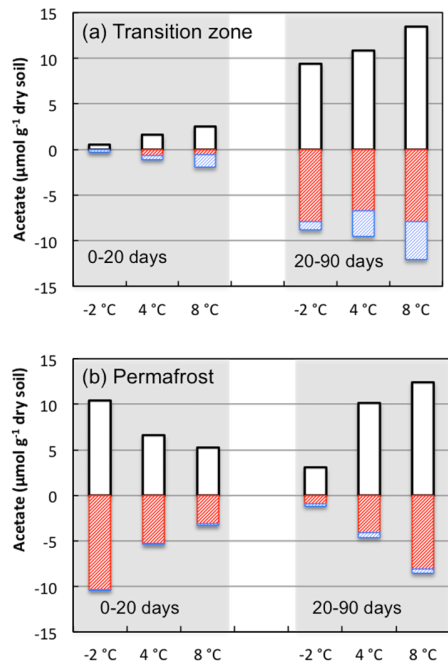 (a) Transition zone
Acetate (μmol g⁻¹ dry soil)
15
10
5
0
-5
-10
-15
0-20 days
20-90 days
-2 °C 4 °C 8 °C -2 °C 4 °C 8 °C
(b) Permafrost
Acetate (μmol g⁻¹ dry soil)
15
10
5
0
-5
-10
-15
0-20 days
20-90 days
-2 °C 4 °C 8 °C -2 °C 4 °C 8 °C